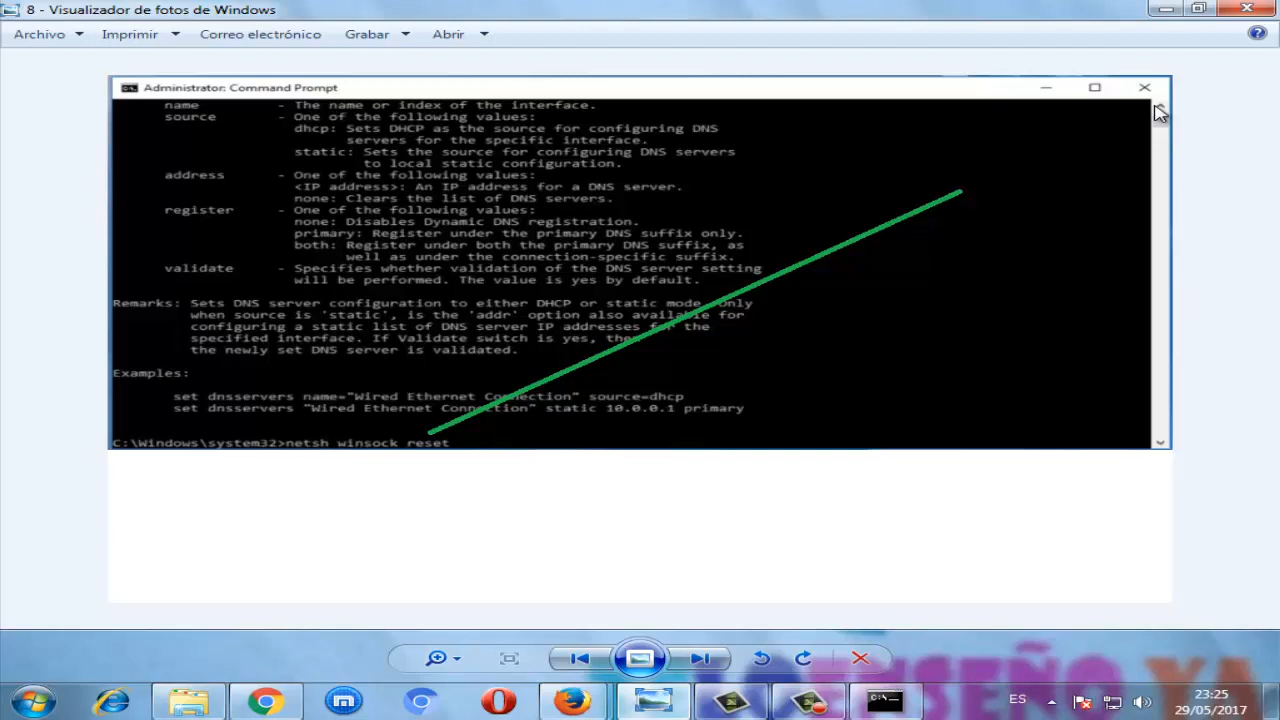 8 - Visualizador de fotos de Windows
Archivo Imprimir Correo electrónico Grabar Abrir
Administrator: Command Prompt
name - The name or index of the interface.
source - One of the following values:
dhcp: Sets DHCP as the source for configuring DNS
servers for the specific interface.
static: Sets the source for configuring DNS servers
to local static configuration.
address - One of the following values:
<IP address>: An IP address for a DNS server.
none: Clears the list of DNS servers.
register - One of the following values:
none: Disables Dynamic DNS registration.
primary: Register under the primary DNS suffix only.
both: Register under both the primary DNS suffix, as
well as under the connection-specific suffix.
validate - Specifies whether validation of the DNS server setting
will be performed. The value is yes by default.
Remarks: Sets DNS server configuration to either DHCP or static mode. Only
when source is 'static', is the 'addr' option also available for
configuring a static list of DNS server IP addresses for the
specified interface. If Validate switch is yes, then
the newly set DNS server is validated.
Examples:
set dnsservers name="Wired Ethernet Connection" source=dhcp
set dnsservers "Wired Ethernet Connection" static 10.0.0.1 primary
C:\Windows\system32>netsh winsock reset
ES
23:25
29/05/2017